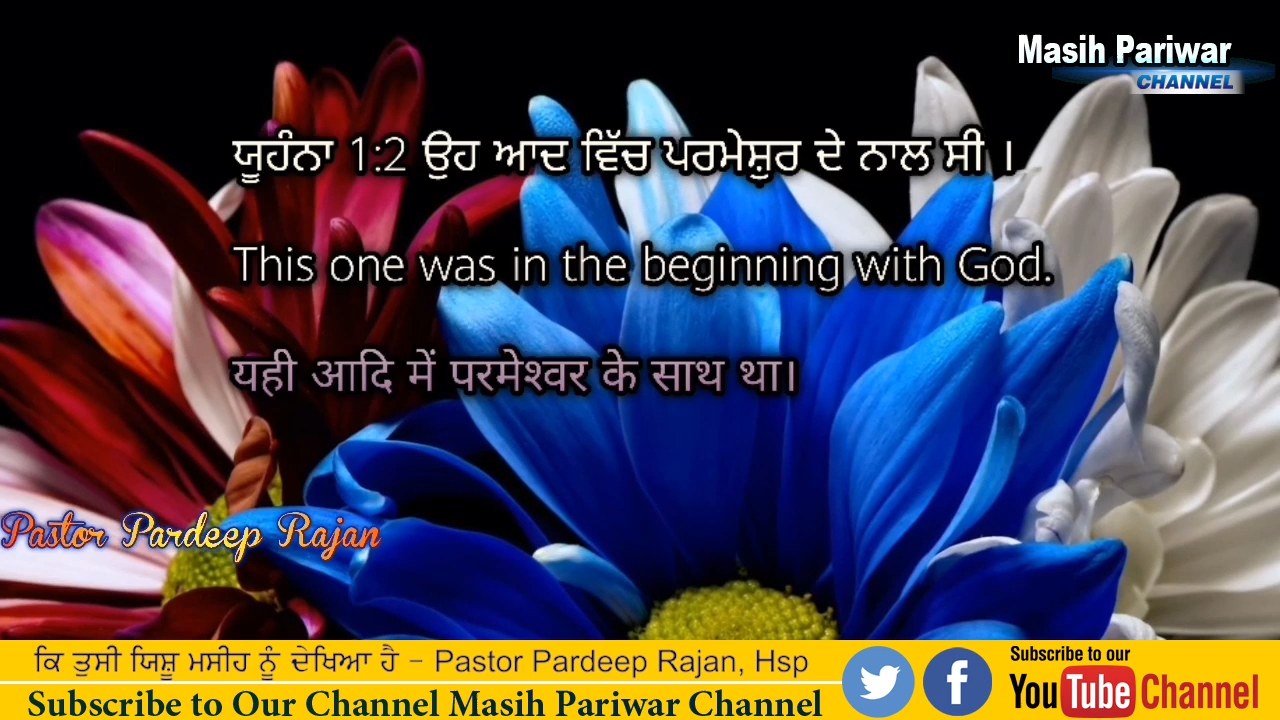 Masih Pariwar
CHANNEL
ਯੂਹੰਨਾ 1:2 ਉਹ ਆਦ ਵਿੱਚ ਪਰਮੇਸ਼ੁਰ ਦੇ ਨਾਲ ਸੀ ।
This one was in the beginning with God.
यही आदि में परमेश्वर के साथ था।
Pastor Pardeep Rajan
ਕਿ ਤੁਸੀ ਯਿਸ਼ੂ ਮਸੀਹ ਨੂੰ ਦੇਖਿਆ ਹੈ - Pastor Pardeep Rajan, Hsp
Subscribe to Our Channel Masih Pariwar Channel
Subscribe to our
YouTube Channel